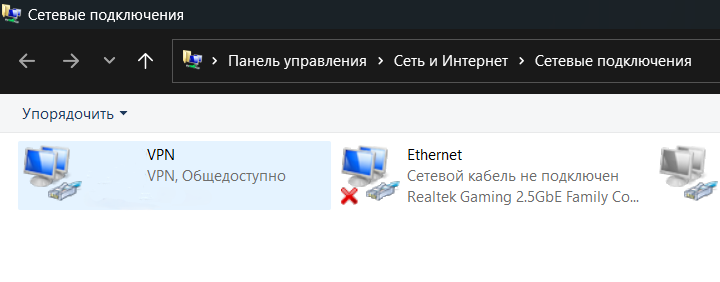 Сетевые подключения
Панель управления > Сеть и Интернет > Сетевые подключения
Упорядочить
VPN
VPN, Общедоступно
Ethernet
Сетевой кабель не подключен
Realtek Gaming 2.5GbE Family Co...